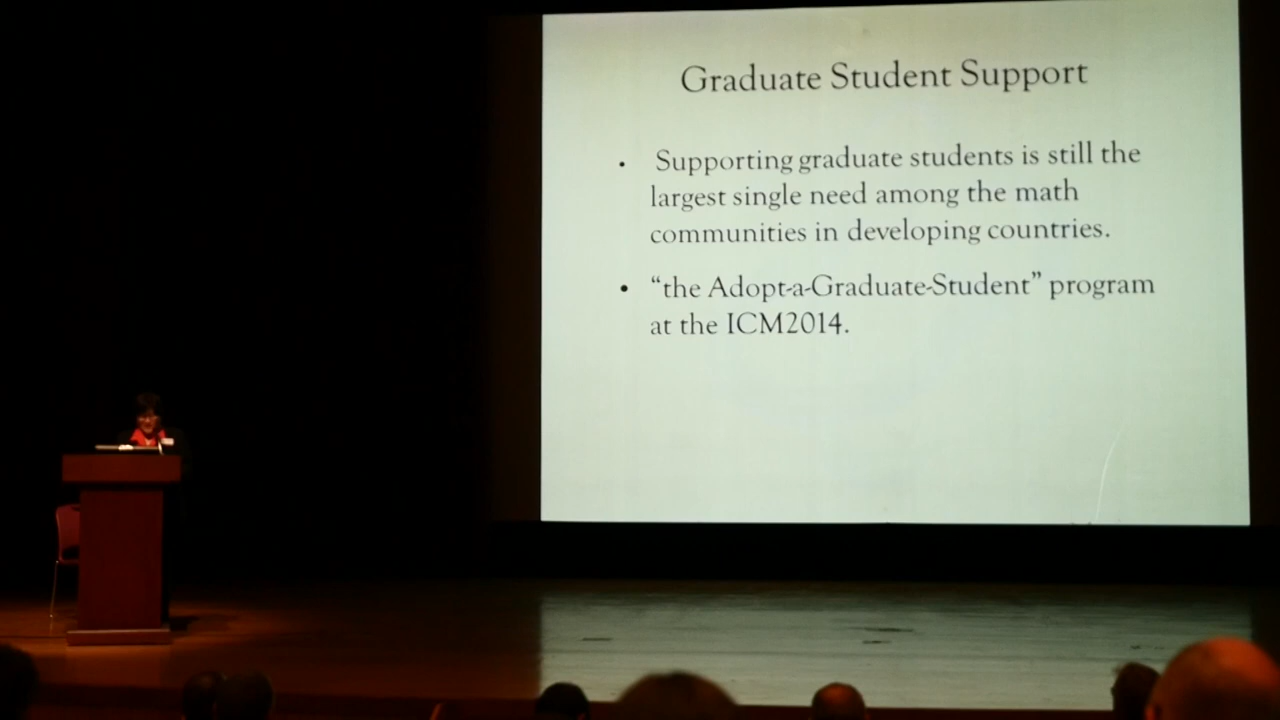 Graduate Student Support
• Supporting graduate students is still the
largest single need among the math
communities in developing countries.
• “the Adopt-a-Graduate-Student” program
at the ICM2014.